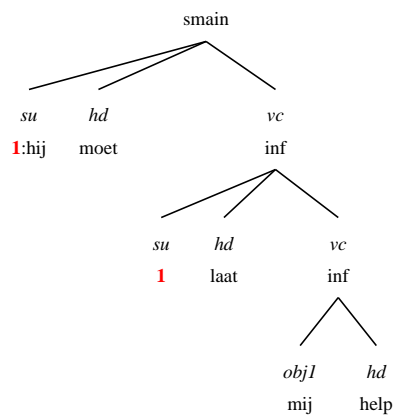 smain
su hd vc
1:hij moet inf
su hd vc
1 laat inf
obj1 hd
mij help